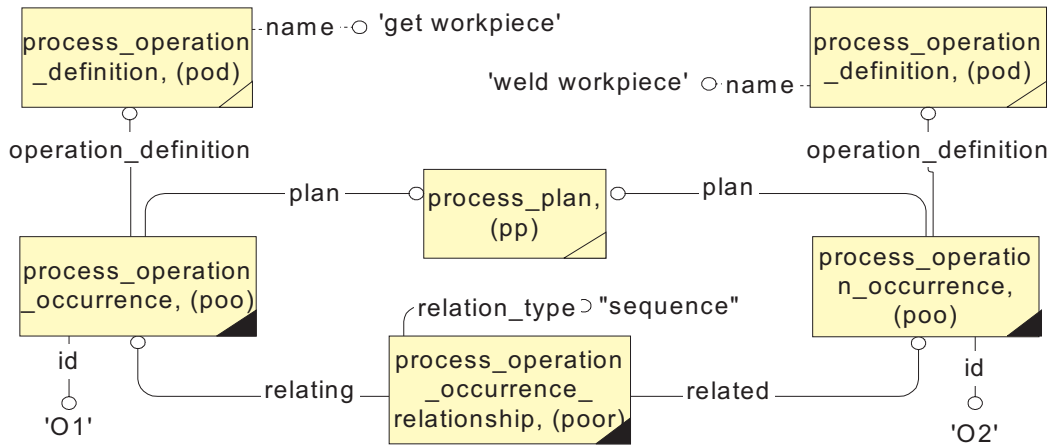 name 'get workpiece'
process_operation
_definition, (pod)
process_operation
_definition, (pod)
'weld workpiece' name
operation_definition
operation_definition
plan
plan
process_plan,
(pp)
process_operation
_occurrence, (poo)
process_operatio
n_occurrence,
(poo)
relation_type "sequence"
process_operation
_occurrence_
relationship, (poor)
id
id
relating
related
'O1'
'O2'